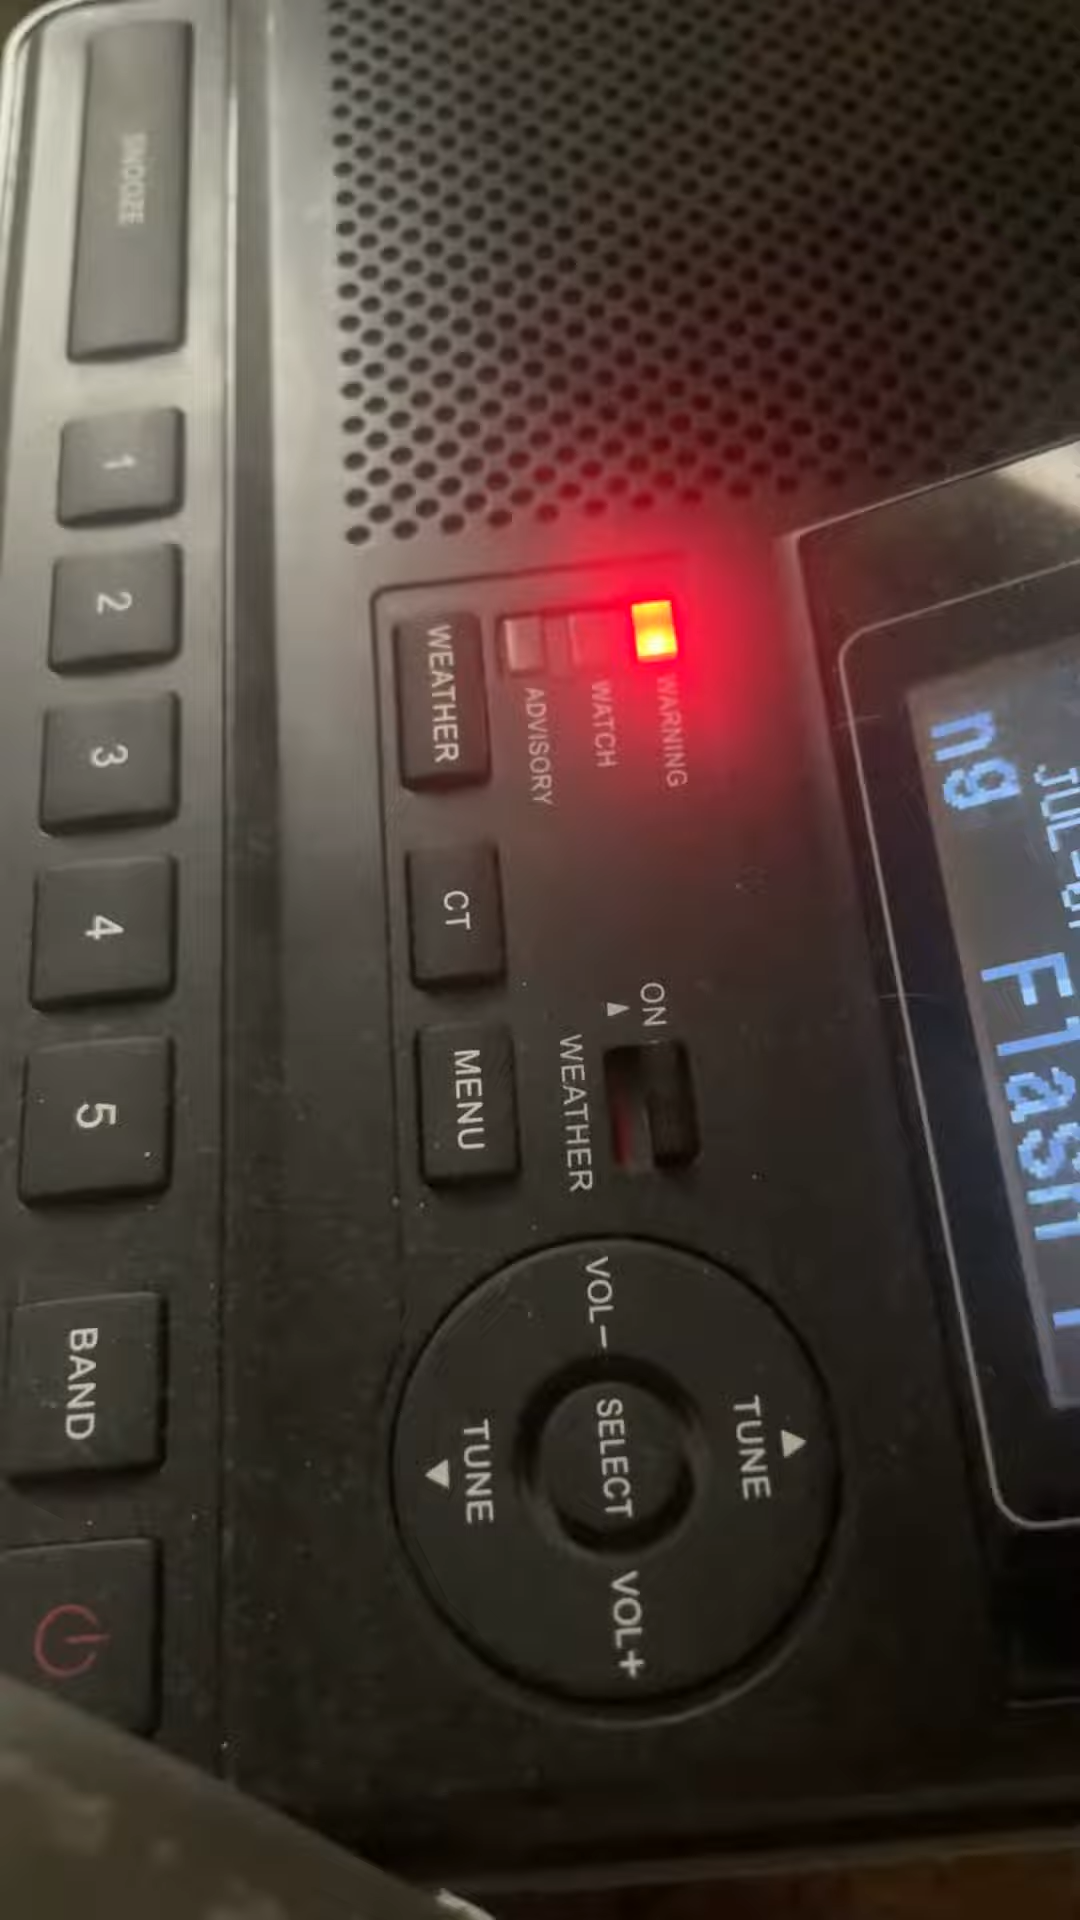 SNOOZE
1
2
3
4
5
BAND
WARNING
WATCH
ADVISORY
WEATHER
CT
MENU
ON
WEATHER
TUNE
VOL-
SELECT
VOL+
TUNE
ng Flash